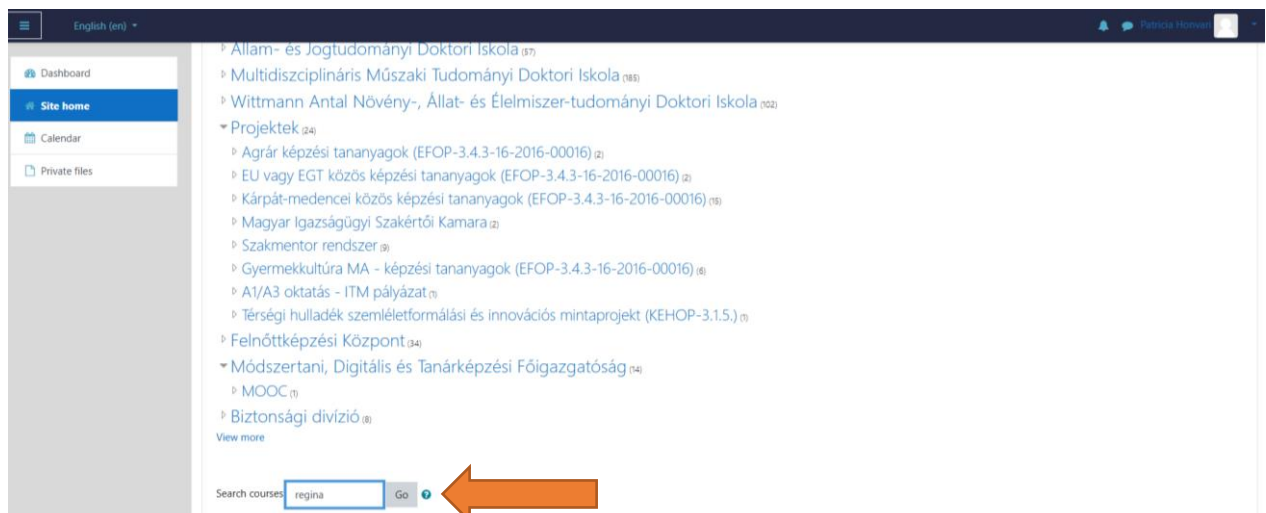 English (en)
Patricia Honvari
Állam- és Jogtudományi Doktori Iskola (57)
Dashboard
Multidiszciplináris Műszaki Tudományi Doktori Iskola (185)
Site home
Wittmann Antal Növény-, Állat- és Élelmiszer-tudományi Doktori Iskola (102)
Projektek (24)
Calendar
Agrár képzési tananyagok (EFOP-3.4.3-16-2016-00016) (2)
Private files
EU vagy EGT közös képzési tananyagok (EFOP-3.4.3-16-2016-00016) (2)
Kárpát-medencei közös képzési tananyagok (EFOP-3.4.3-16-2016-00016) (15)
Magyar Igazságügyi Szakértői Kamara (2)
Szakmentor rendszer (9)
Gyermekkultúra MA - képzési tananyagok (EFOP-3.4.3-16-2016-00016) (6)
A1/A3 oktatás - ITM pályázat (1)
Térségi hulladék szemléletformálási és innovációs mintaprojekt (KEHOP-3.1.5.) (1)
Felnőttképzési Központ (34)
Módszertani, Digitális és Tanárképzési Főigazgatóság (14)
MOOC (1)
Biztonsági divízió (8)
View more
Search courses regina Go